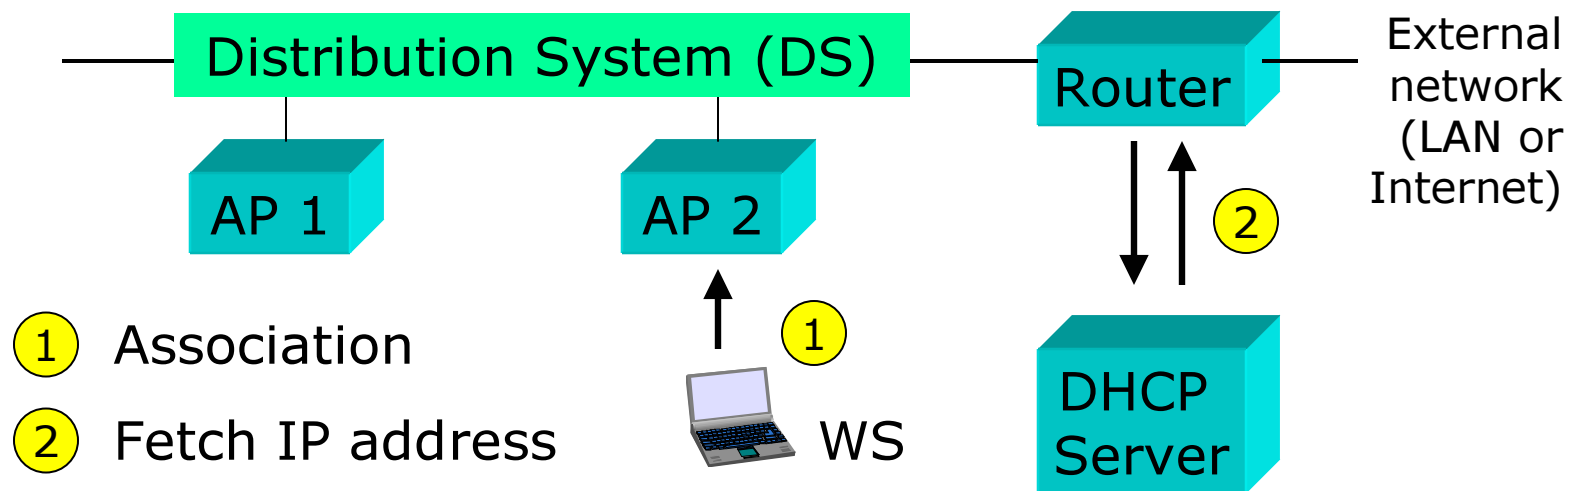 Distribution System (DS)
Router
External
network
(LAN or
Internet)
AP 1
AP 2
2
1
1 Association
2 Fetch IP address
WS
DHCP
Server